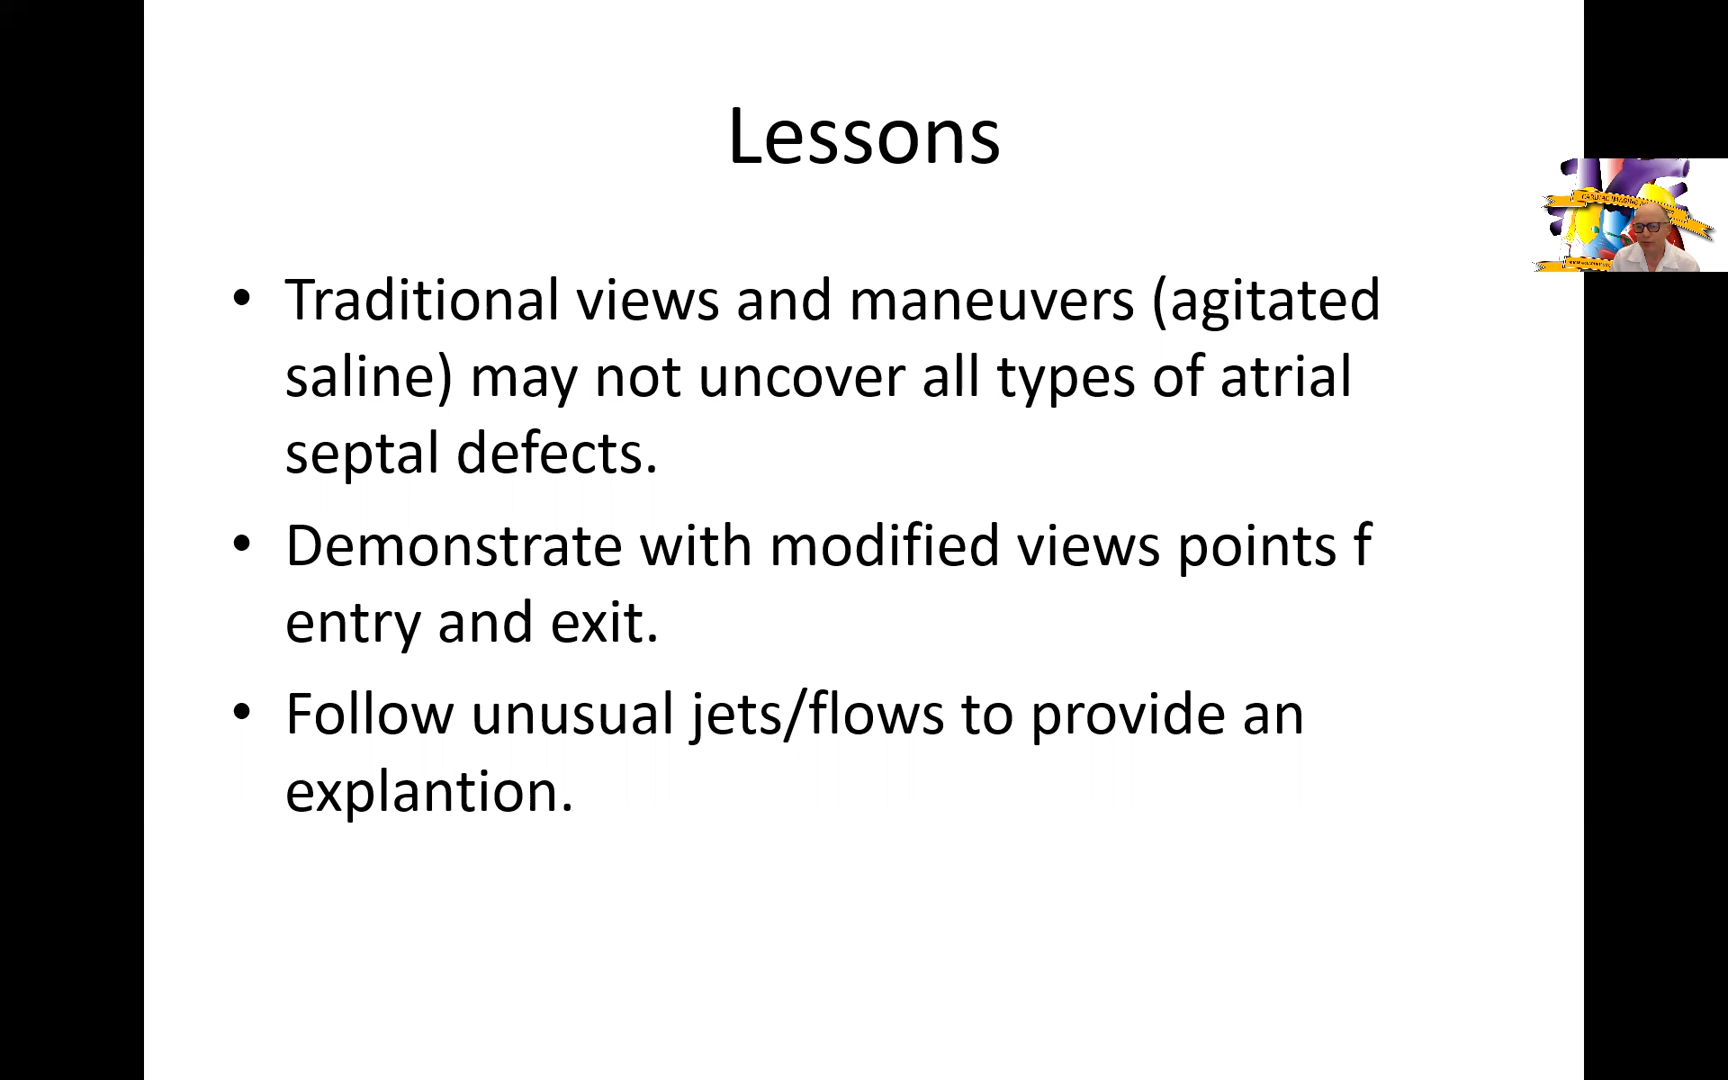 Lessons
• Traditional views and maneuvers (agitated
saline) may not uncover all types of atrial
septal defects.
• Demonstrate with modified views points f
entry and exit.
• Follow unusual jets/flows to provide an
explantion.